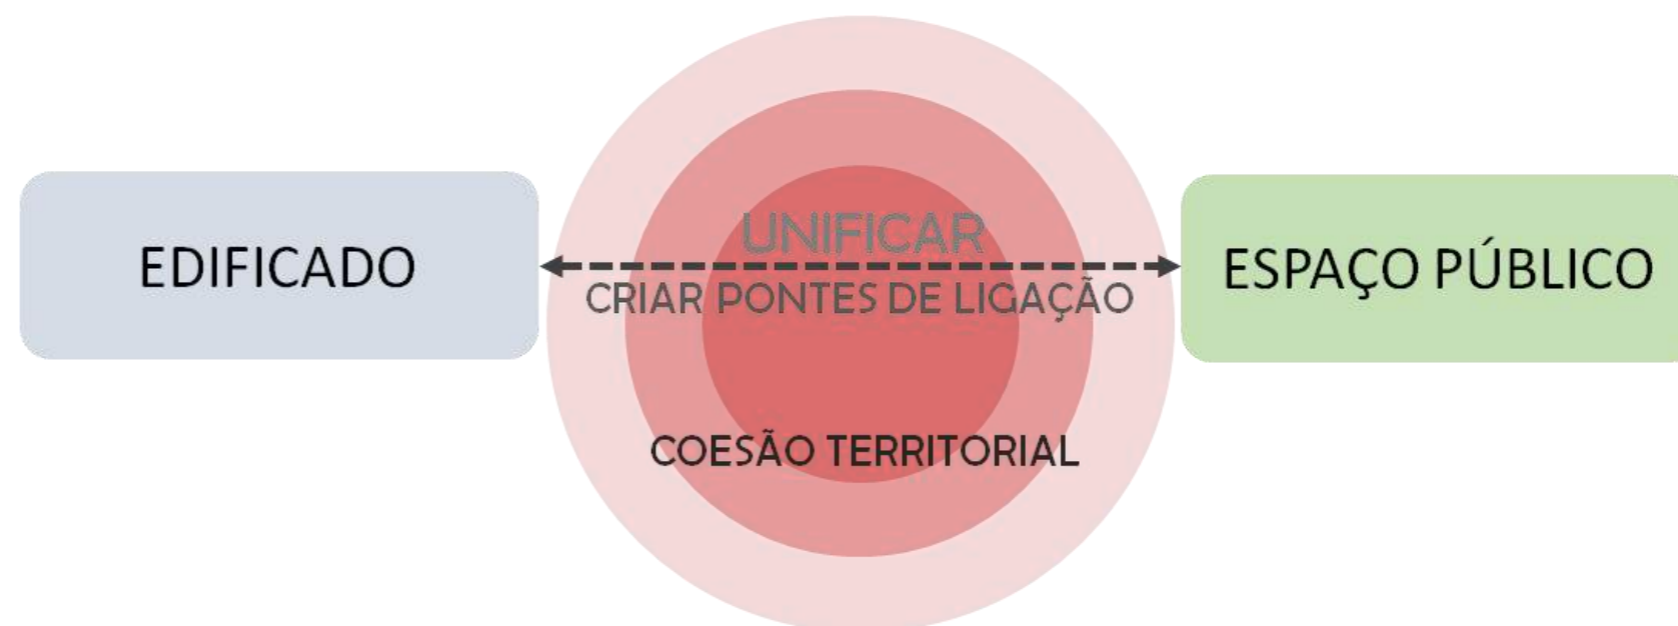 EDIFICADO
UNIFICAR
CRIAR PONTES DE LIGAÇÃO
ESPAÇO PÚBLICO
COESÃO TERRITORIAL